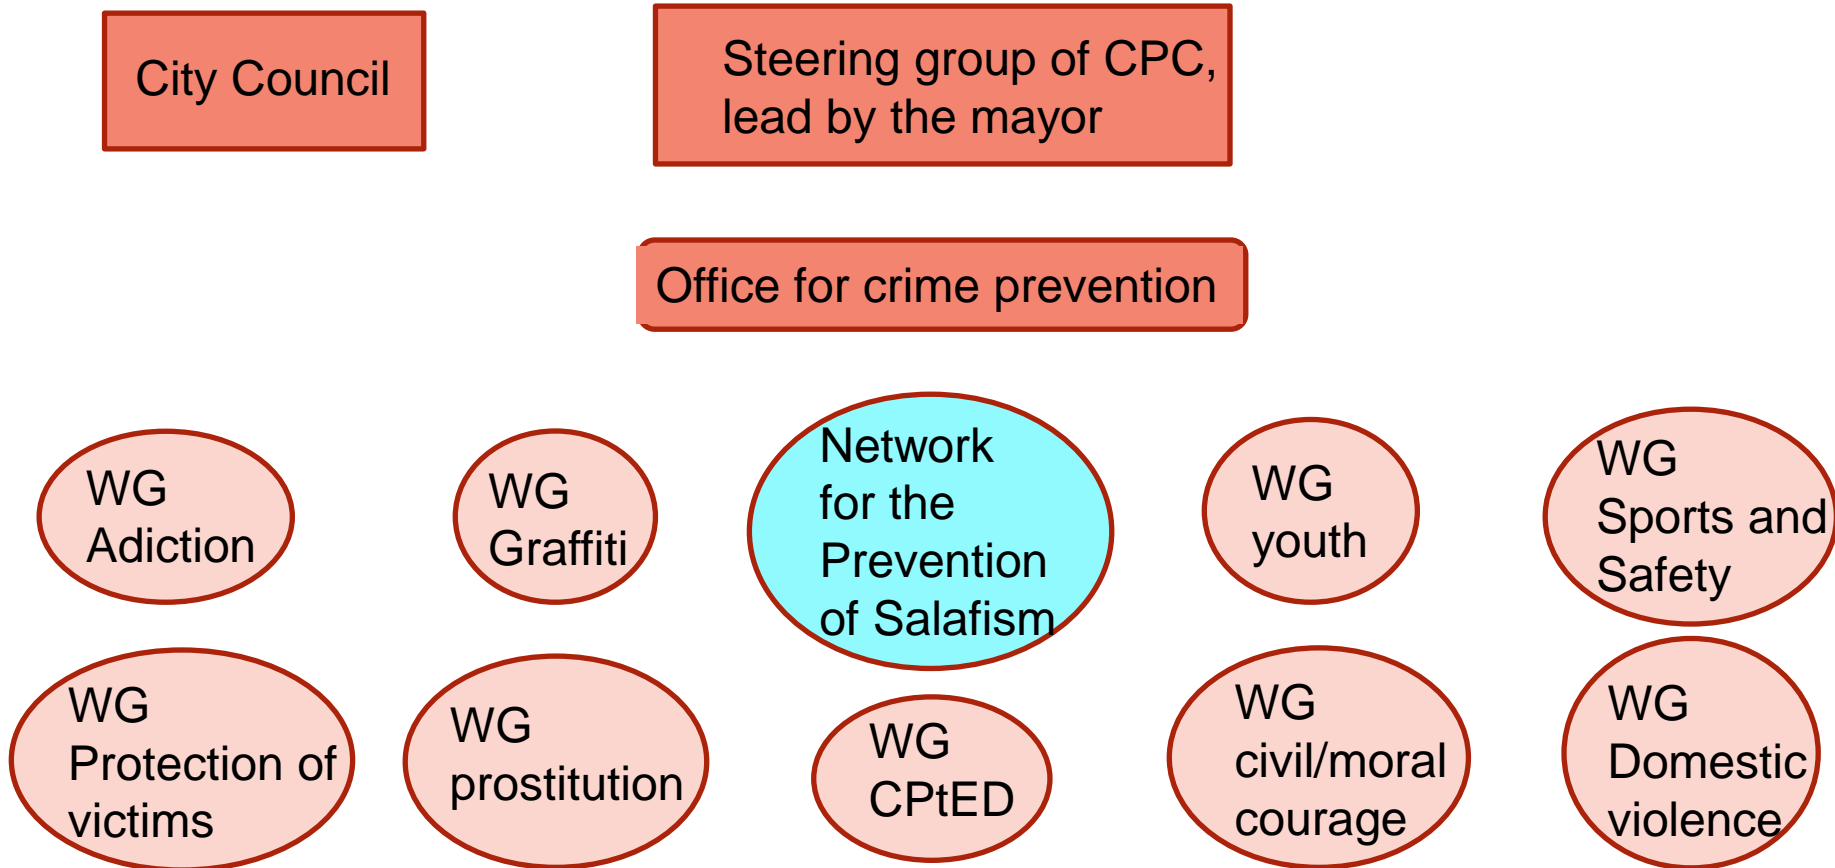 City Council
Steering group of CPC,
lead by the mayor
Office for crime prevention
WG
Adiction
WG
Graffiti
Network
for the
Prevention
of Salafism
WG
youth
WG
Sports and
Safety
WG
Protection of
victims
WG
prostitution
WG
CPtED
WG
civil/moral
courage
WG
Domestic
violence